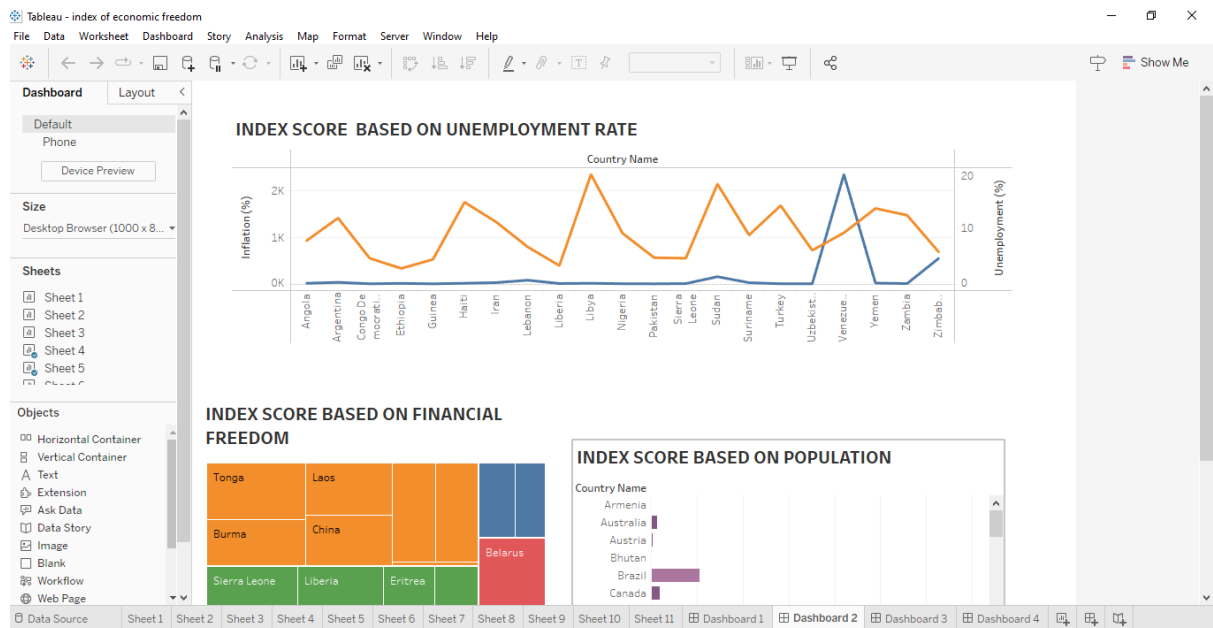 Tableau - index of economic freedom
File Data Worksheet Dashboard Story Analysis Map Format Server Window Help
Show Me
Dashboard Layout
Default
Phone
Device Preview
Size
Desktop Browser (1000 x 8...
Sheets
Sheet 1
Sheet 2
Sheet 3
Sheet 4
Sheet 5
Objects
Horizontal Container
Vertical Container
Text
Extension
Ask Data
Data Story
Image
Blank
Workflow
Web Page
INDEX SCORE BASED ON UNEMPLOYMENT RATE
Country Name
Inflation (%)
2K
1K
0K
20
10
0
Unemployment (%)
Angola
Argentina
Congo De
mocrati..
Ethiopia
Guinea
Haiti
Iran
Lebanon
Liberia
Libya
Nigeria
Pakistan
Sierra
Leone
Sudan
Suriname
Turkey
Uzbekist..
Venezue..
Yemen
Zambia
Zimbab..
INDEX SCORE BASED ON FINANCIAL
FREEDOM
Tonga
Laos
Burma
China
Belarus
Sierra Leone
Liberia
Eritrea
INDEX SCORE BASED ON POPULATION
Country Name
Armenia
Australia
Austria
Bhutan
Brazil
Canada
Data Source Sheet 1 Sheet 2 Sheet 3 Sheet 4 Sheet 5 Sheet 6 Sheet 7 Sheet 8 Sheet 9 Sheet 10 Sheet 11 Dashboard 1 Dashboard 2 Dashboard 3 Dashboard 4